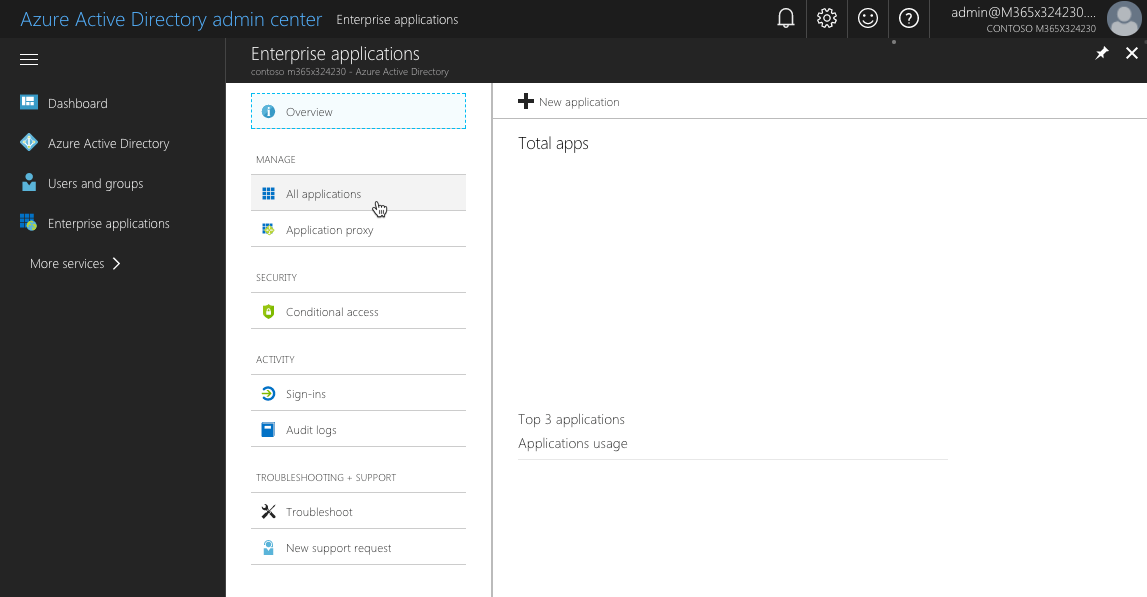 Azure Active Directory admin center Enterprise applications
admin@M365x324230....
CONTOSO M365X324230
Enterprise applications
contoso m365x324230 - Azure Active Directory
Dashboard
Azure Active Directory
Users and groups
Enterprise applications
More services
Overview
MANAGE
All applications
Application proxy
SECURITY
Conditional access
ACTIVITY
Sign-ins
Audit logs
TROUBLESHOOTING + SUPPORT
Troubleshoot
New support request
New application
Total apps
Top 3 applications
Applications usage